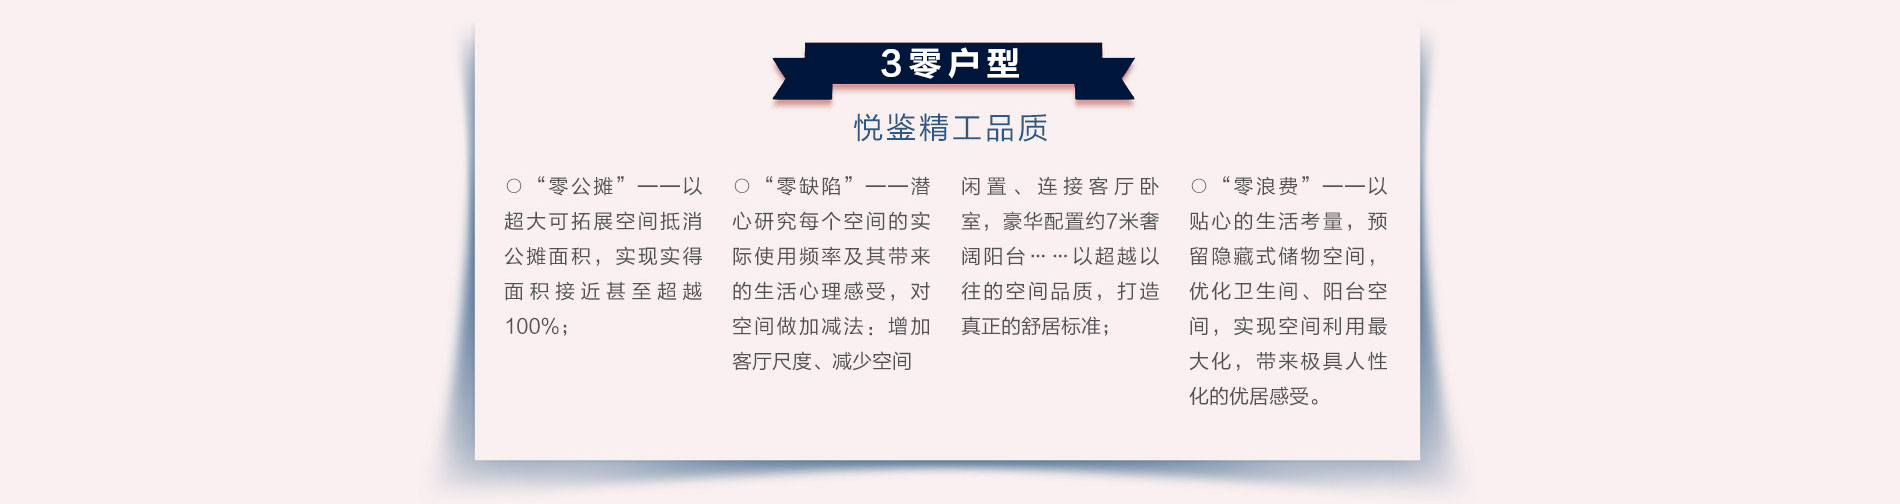 3零户型
悦鉴精工品质
○“零公摊”——以
超大可拓展空间抵消
公摊面积，实现实得
面积接近甚至超越
100%；
○“零缺陷”——潜
心研究每个空间的实
际使用频率及其带来
的生活心理感受，对
空间做加减法：增加
客厅尺度、减少空间
闲置、连接客厅卧
室，豪华配置约7米奢
阔阳台……以超越以
往的空间品质，打造
真正的舒居标准；
○“零浪费”——以
贴心的生活考量，预
留隐藏式储物空间，
优化卫生间、阳台空
间，实现空间利用最
大化，带来极具人性
化的优居感受。